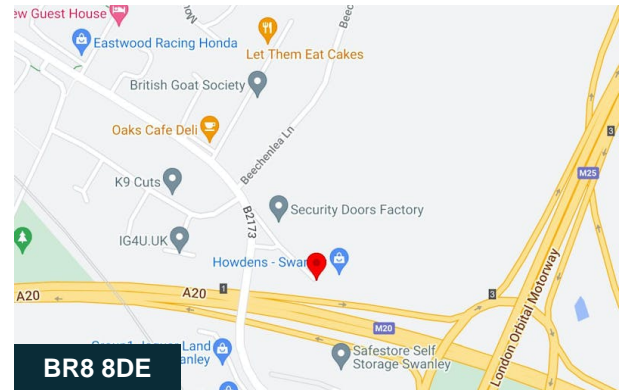 ew Guest House
Eastwood Racing Honda
Let Them Eat Cakes
British Goat Society
Oaks Cafe Deli
Beechenlea Ln
Beec
Mo
K9 Cuts
B2173
Security Doors Factory
IG4U.UK
Howdens - Swan
3
M25
A20
A20
1
3
M20
London Orbital Motorway
Land
anley
Safestore Self
Storage Swanley
BR8 8DE